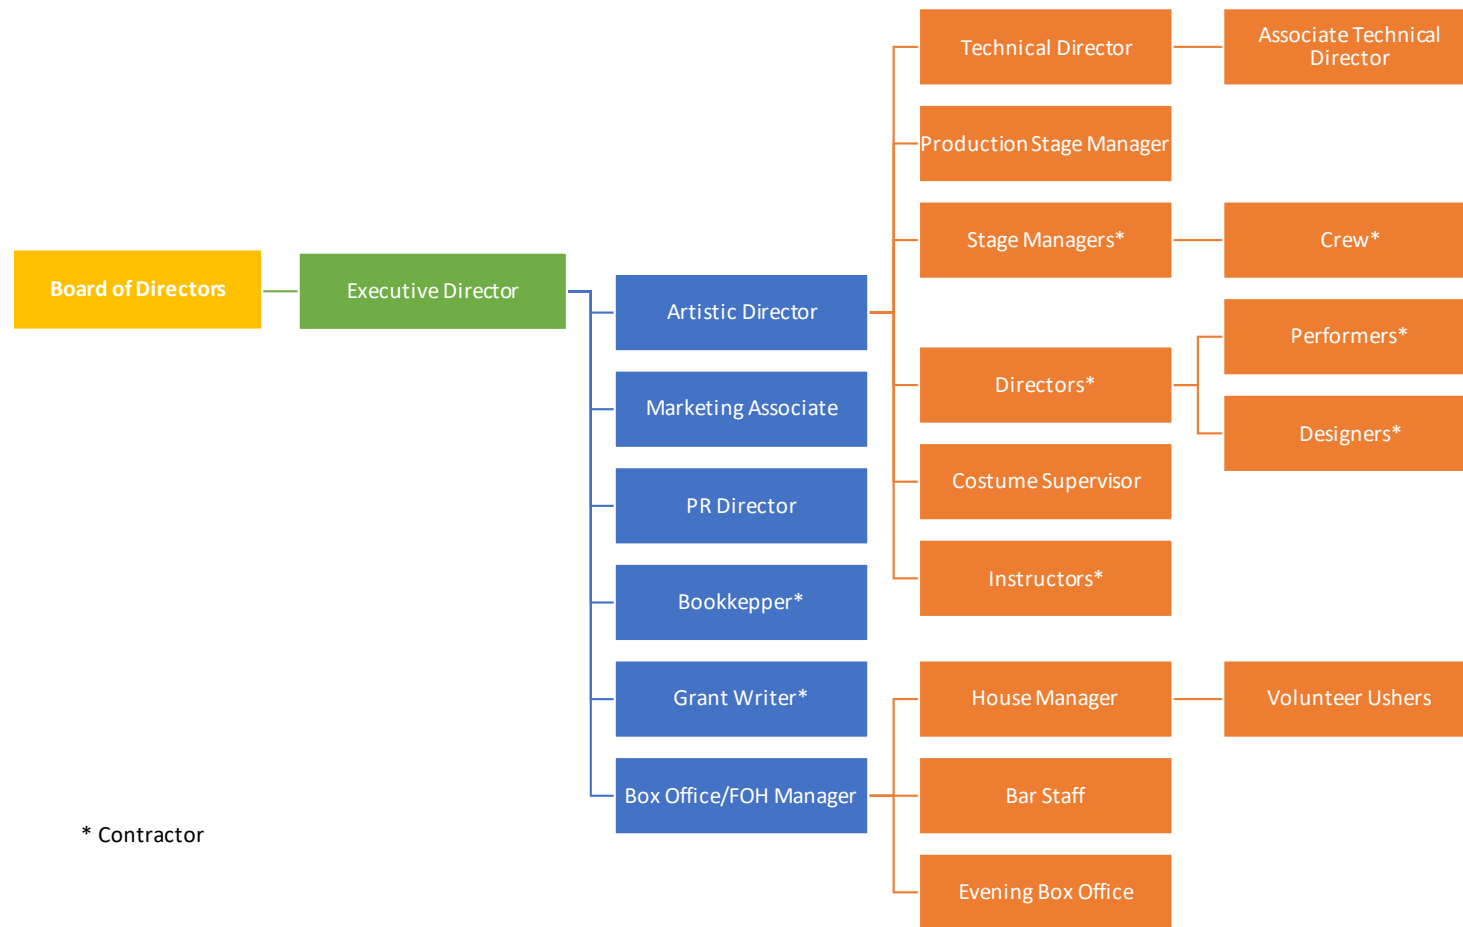 Board of Directors
Executive Director
Artistic Director
Marketing Associate
PR Director
Bookkepper*
Grant Writer*
Box Office/FOH Manager
Technical Director
Production Stage Manager
Stage Managers*
Directors*
Costume Supervisor
Instructors*
House Manager
Bar Staff
Evening Box Office
Associate Technical
Director
Crew*
Performers*
Designers*
Volunteer Ushers
* Contractor